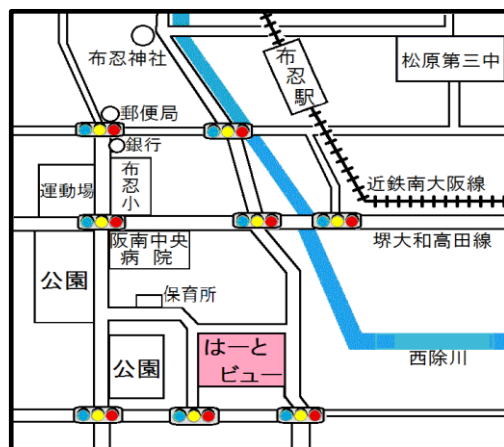 布忍神社
布忍駅
松原第三中
郵便局
銀行
運動場
布忍小
近鉄南大阪線
阪南中央
病院
堺大和高田線
公園
保育所
公園
はーと
ビュー
西除川